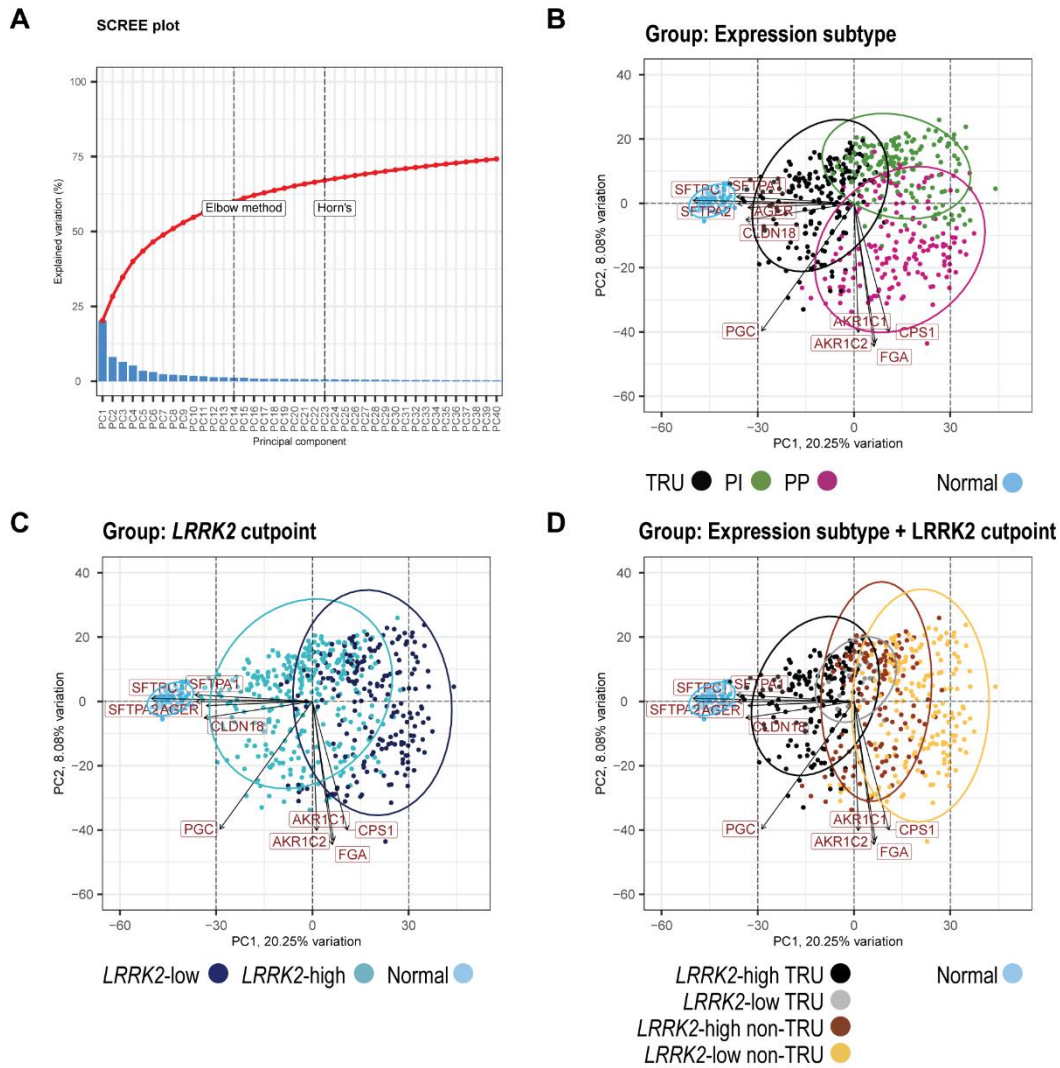 A
SCREE plot
100
75
50
25
0
Explained variation (%)
Elbow method
Horn's
PC1
PC2
PC3
PC4
PC5
PC6
PC7
PC8
PC9
PC10
PC11
PC12
PC13
PC14
PC15
PC16
PC17
PC18
PC19
PC20
PC21
PC22
PC23
PC24
PC25
PC26
PC27
PC28
PC29
PC30
PC31
PC32
PC33
PC34
PC35
PC36
PC37
PC38
PC39
PC40
Principal component
B
Group: Expression subtype
40
20
0
−20
−40
−60
PC2, 8.08% variation
SFTPC
SFTPA1
SFTPA2
AGER
CLDN18
PGC
AKR1C1
CPS1
AKR1C2
FGA
−60
−30
0
30
PC1, 20.25% variation
TRU PI PP Normal
C
Group: LRRK2 cutpoint
40
20
0
−20
−40
−60
PC2, 8.08% variation
SFTPC
SFTPA1
SFTPA2
AGER
CLDN18
PGC
AKR1C1
CPS1
AKR1C2
FGA
−60
−30
0
30
PC1, 20.25% variation
LRRK2-low LRRK2-high Normal
D
Group: Expression subtype + LRRK2 cutpoint
40
20
0
−20
−40
−60
PC2, 8.08% variation
SFTPC
SFTPA1
SFTPA2
AGER
CLDN18
PGC
AKR1C1
CPS1
AKR1C2
FGA
−60
−30
0
30
PC1, 20.25% variation
LRRK2-high TRU Normal
LRRK2-low TRU
LRRK2-high non-TRU
LRRK2-low non-TRU